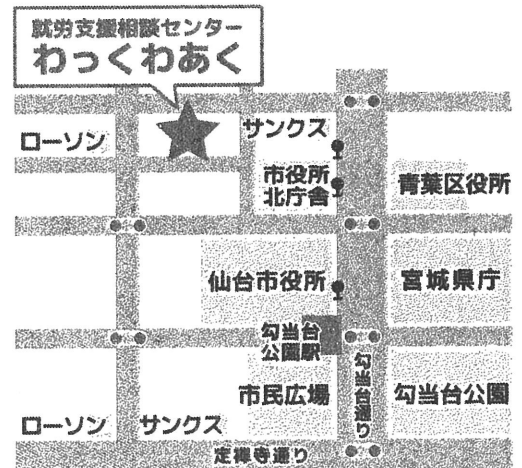 就労支援相談センター
わっくわあく
ローソン
サンクス
市役所
北庁舎
青葉区役所
仙台市役所
宮城県庁
勾当台
公園駅
勾当台通り
市民広場
勾当台公園
ローソン
サンクス
定禅寺通り